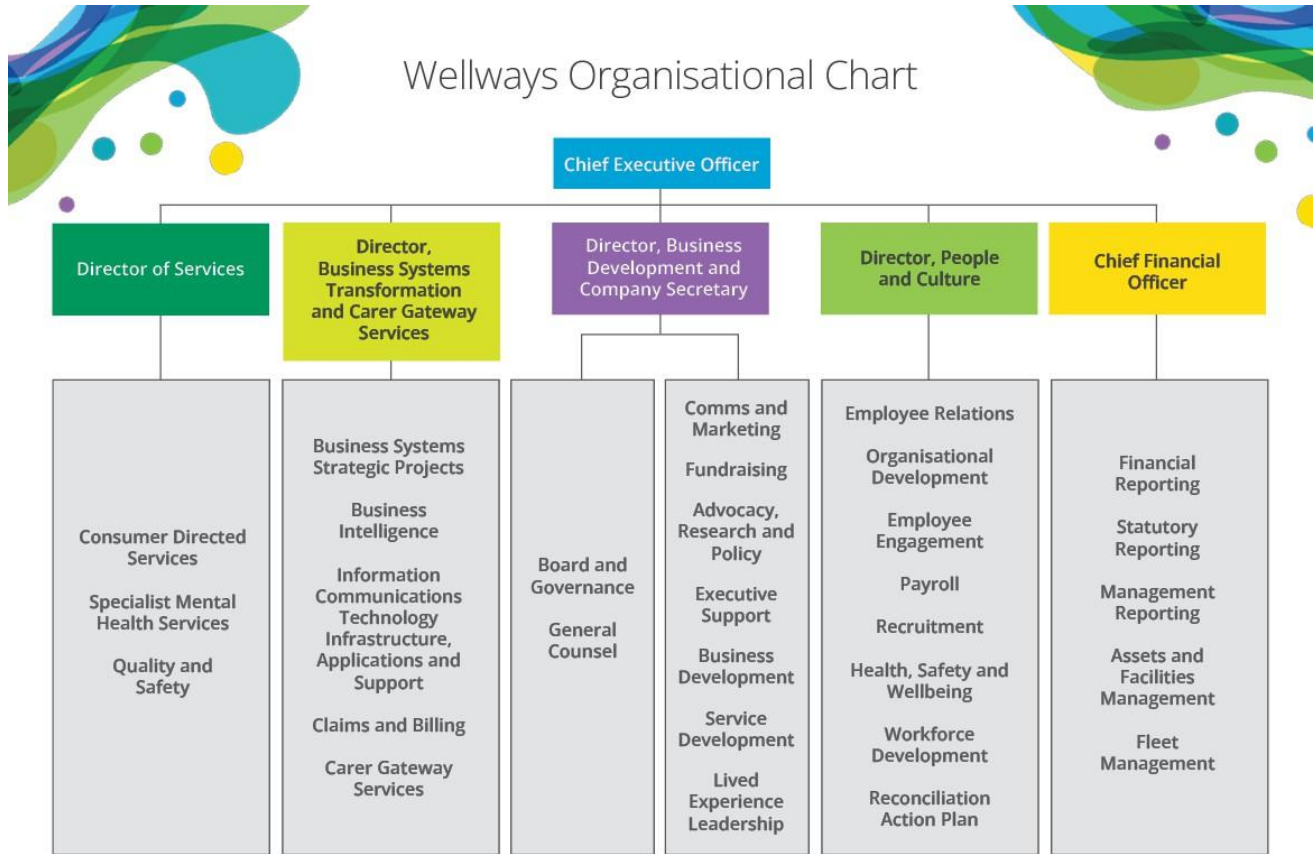 Wellways Organisational Chart
Chief Executive Officer
Director of Services
Director,
Business Systems
Transformation
and Carer Gateway
Services
Director, Business
Development and
Company Secretary
Director, People
and Culture
Chief Financial
Officer
Consumer Directed
Services
Specialist Mental
Health Services
Quality and
Safety
Business Systems
Strategic Projects
Business
Intelligence
Information
Communications
Technology
Infrastructure,
Applications and
Support
Claims and Billing
Carer Gateway
Services
Board and
Governance
General
Counsel
Comms and
Marketing
Fundraising
Advocacy,
Research and
Policy
Executive
Support
Business
Development
Service
Development
Lived
Experience
Leadership
Employee Relations
Organisational
Development
Employee
Engagement
Payroll
Recruitment
Health, Safety and
Wellbeing
Workforce
Development
Reconciliation
Action Plan
Financial
Reporting
Statutory
Reporting
Management
Reporting
Assets and
Facilities
Management
Fleet
Management